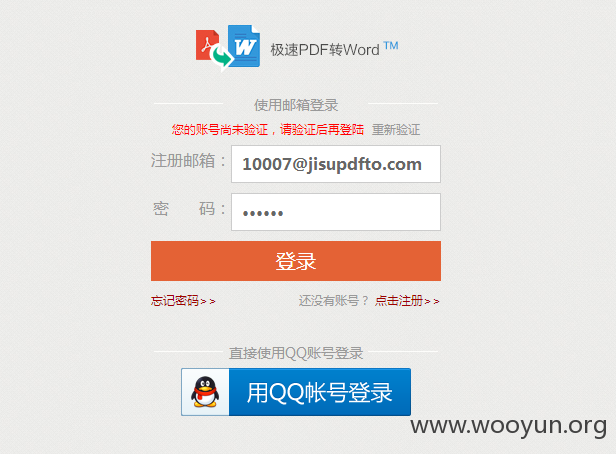 极速PDF转Word™
使用邮箱登录
您的账号尚未验证，请验证后再登陆 重新验证
注册邮箱： 10007@jisupdfto.com
密 码： ••••••
登录
忘记密码>> 还没有账号？ 点击注册>>
直接使用QQ账号登录
用QQ帐号登录
www.wooyun.org